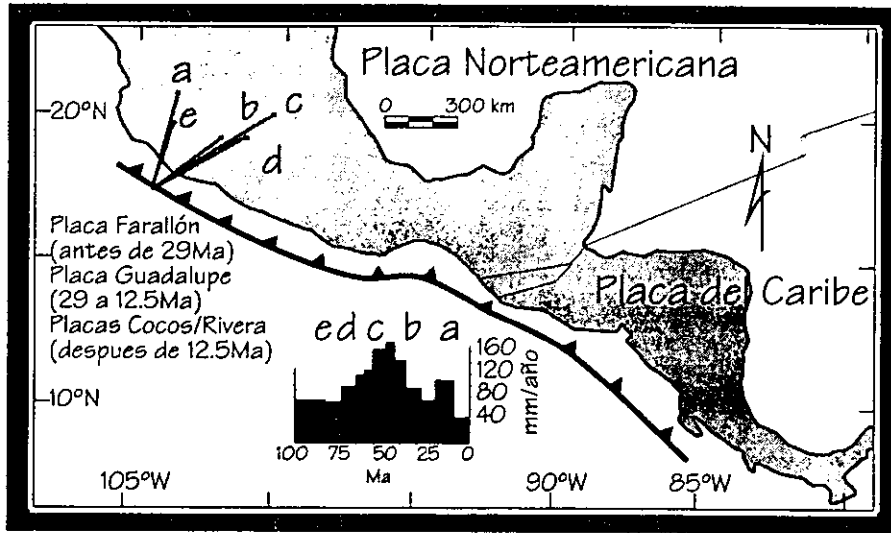 Placa Norteamericana
a
e
b
c
d
0 300 km
20°N
N
Placa Farallón
(antes de 29Ma)
Placa Guadalupe
(29 a 12.5Ma)
Placas Cocos/Rivera
(despues de 12.5Ma)
Placa del Caribe
e d c b a
160
120
80
40
mm/año
100 75 50 25 0
Ma
10°N
105°W
90°W
85°W